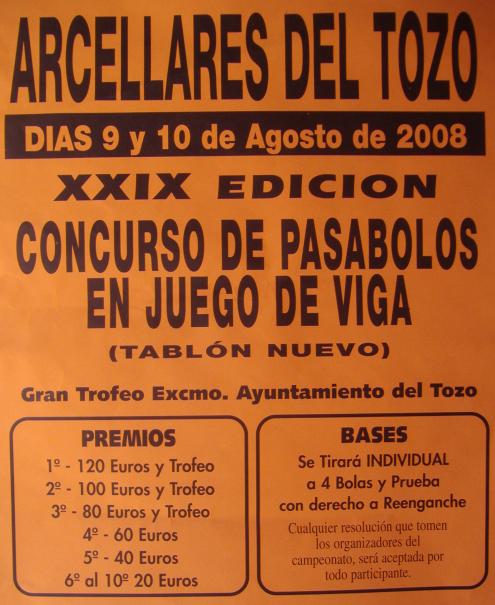 ARCELLARES DEL TOZO
DIAS 9 y 10 de Agosto de 2008
XXIX EDICION
CONCURSO DE PASABOLOS
EN JUEGO DE VIGA
(TABLÓN NUEVO)
Gran Trofeo Excmo. Ayuntamiento del Tozo
PREMIOS
1º - 120 Euros y Trofeo
2º - 100 Euros y Trofeo
3º - 80 Euros y Trofeo
4º - 60 Euros
5º - 40 Euros
6º al 10º 20 Euros
BASES
Se Tirará INDIVIDUAL
a 4 Bolas y Prueba
con derecho a Reenganche
Cualquier resolución que tomen
los organizadores del
campeonato, será aceptada por
todo participante.